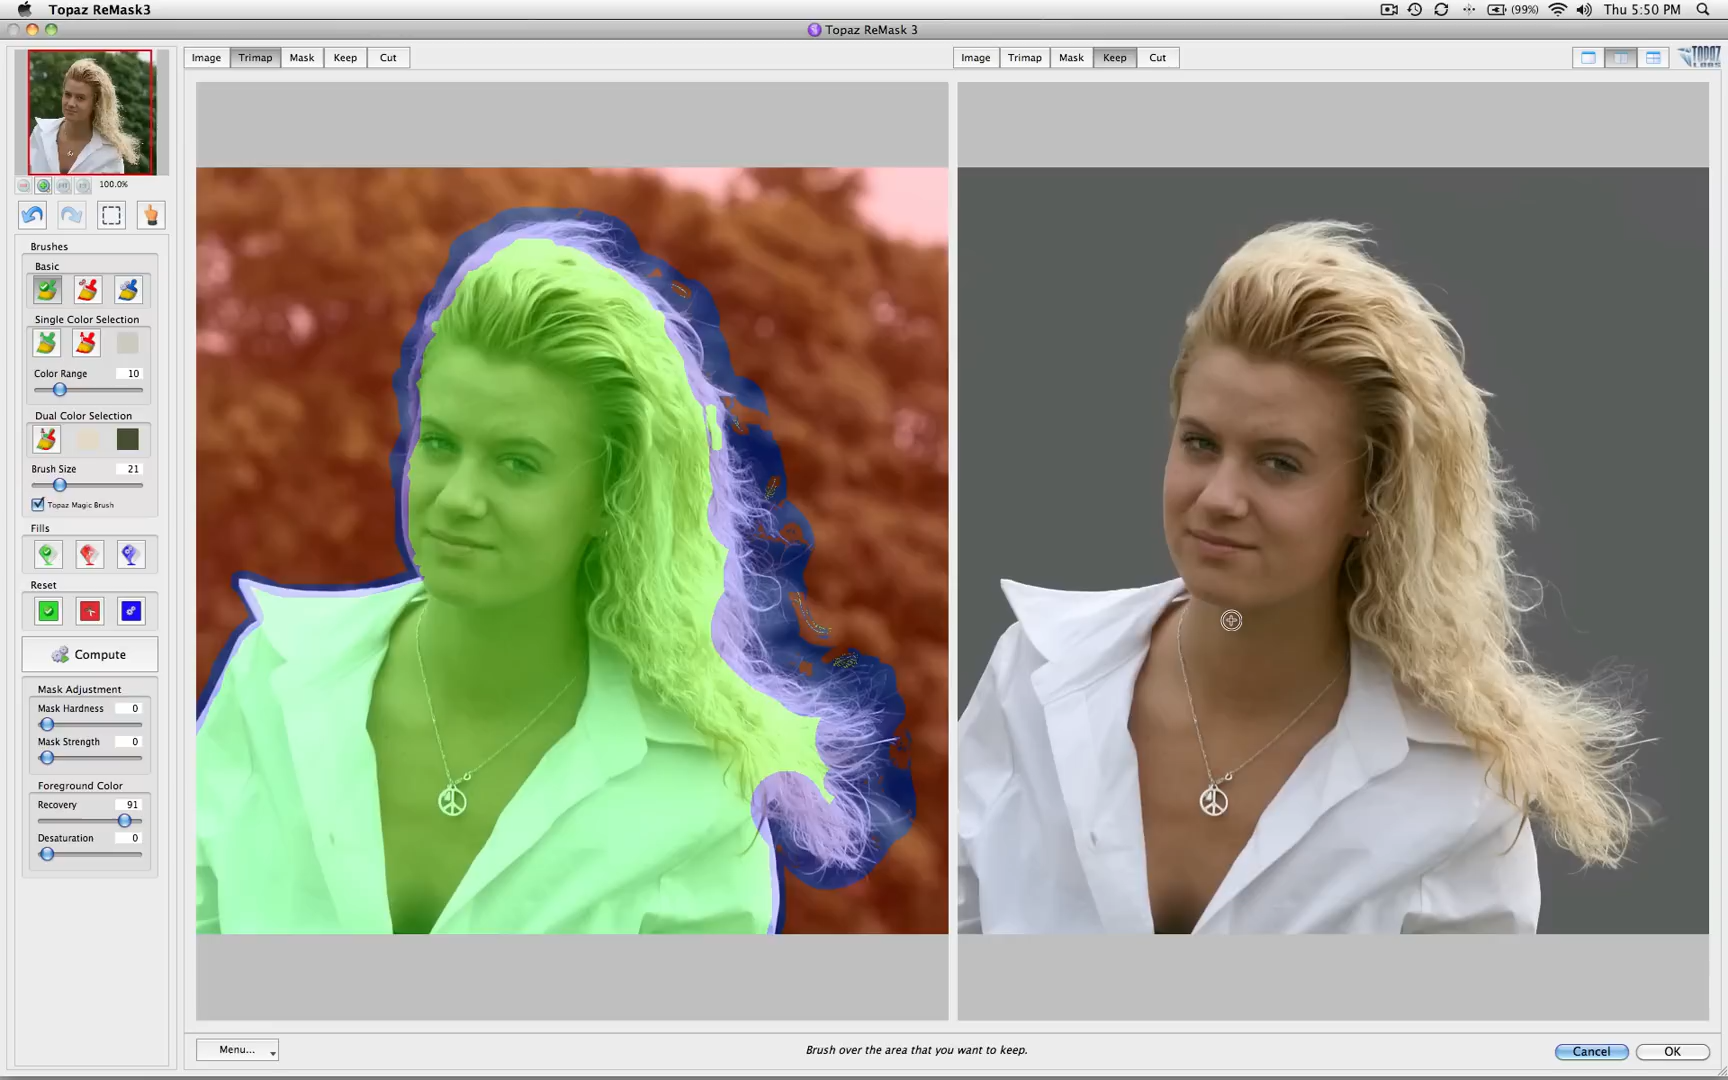 Topaz ReMask3
(99%)
Thu 5:50 PM
Topaz ReMask 3
Image
Trimap
Mask
Keep
Cut
Image
Trimap
Mask
Keep
Cut
TOPAZ
LABS
100.0%
Brushes
Basic
Single Color Selection
Color Range 10
Dual Color Selection
Brush Size 21
Topaz Magic Brush
Fills
Reset
Compute
Mask Adjustment
Mask Hardness 0
Mask Strength 0
Foreground Color
Recovery 91
Desaturation 0
Menu...
Brush over the area that you want to keep.
Cancel
OK